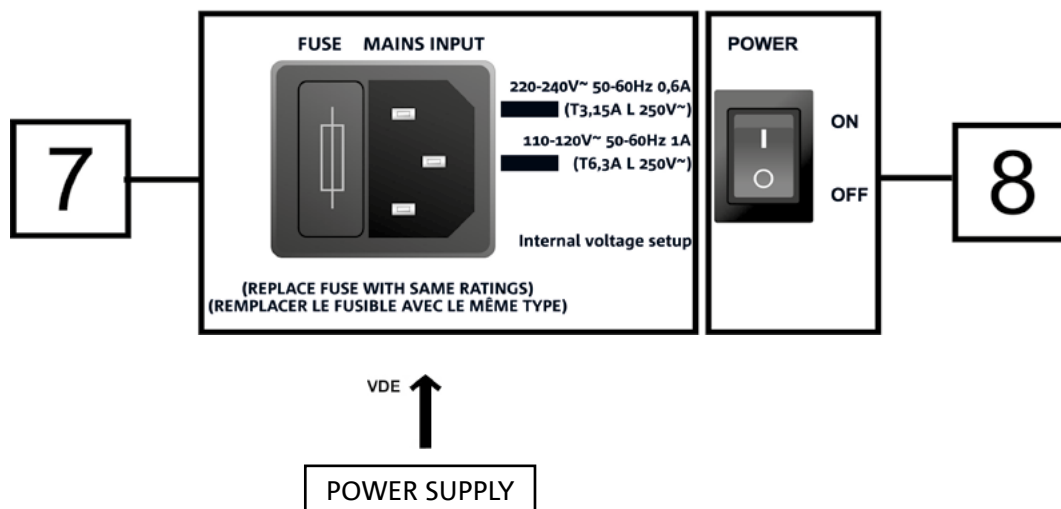 FUSE MAINS INPUT
220-240V~ 50-60Hz 0,6A
(T3,15A L 250V~)
110-120V~ 50-60Hz 1A
(T6,3A L 250V~)
Internal voltage setup
(REPLACE FUSE WITH SAME RATINGS)
(REMPLACER LE FUSIBLE AVEC LE MÊME TYPE)
7
POWER
I
O
ON
OFF
8
VDE
POWER SUPPLY